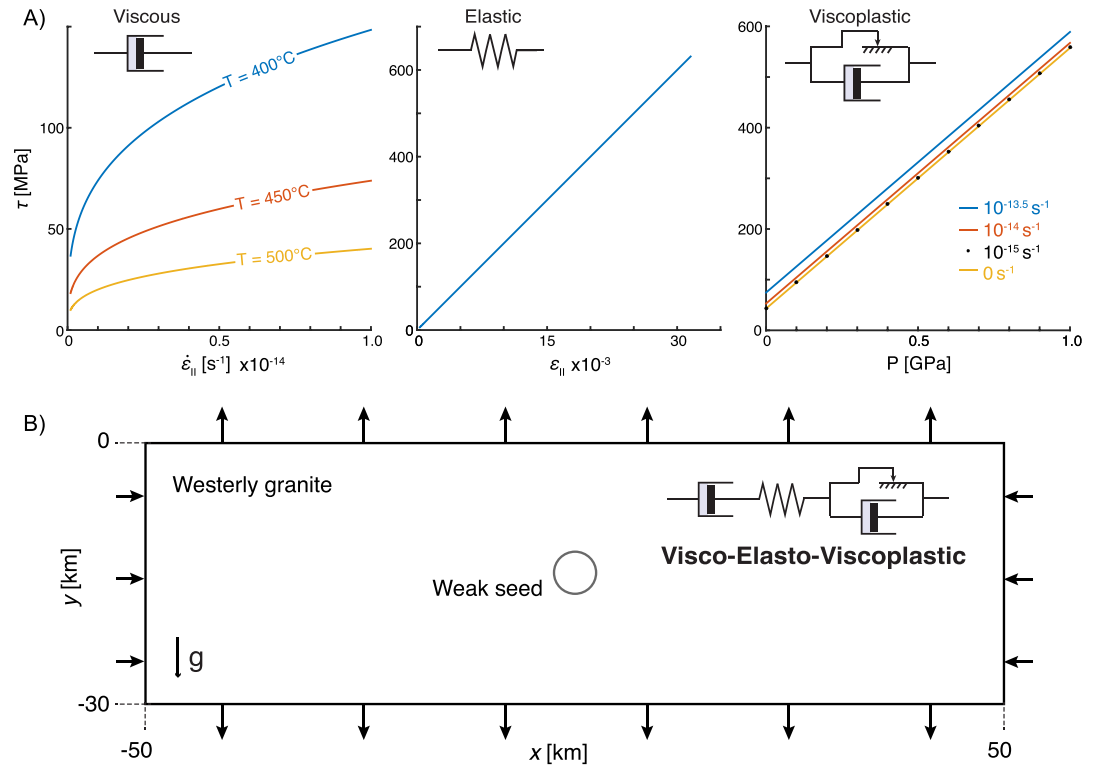 A)
Viscous
Elastic
Viscoplastic
T = 400°C
T = 450°C
T = 500°C
τ [MPa]
100
50
0
0
0.5
1.0
ε̇II [s-1] x10-14
600
400
200
0
0
15
30
εII x10-3
600
400
200
0
0
0.5
1.0
P [GPa]
10-13.5 s-1
10-14 s-1
10-15 s-1
0 s-1
B)
0
-30
y [km]
Westerly granite
Weak seed
Visco-Elasto-Viscoplastic
g
-50
x [km]
50